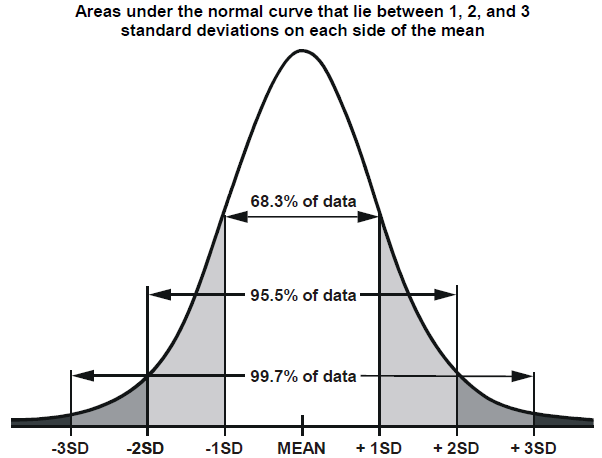 Areas under the normal curve that lie between 1, 2, and 3
standard deviations on each side of the mean
68.3% of data
95.5% of data
99.7% of data
-3SD -2SD -1SD MEAN + 1SD + 2SD + 3SD